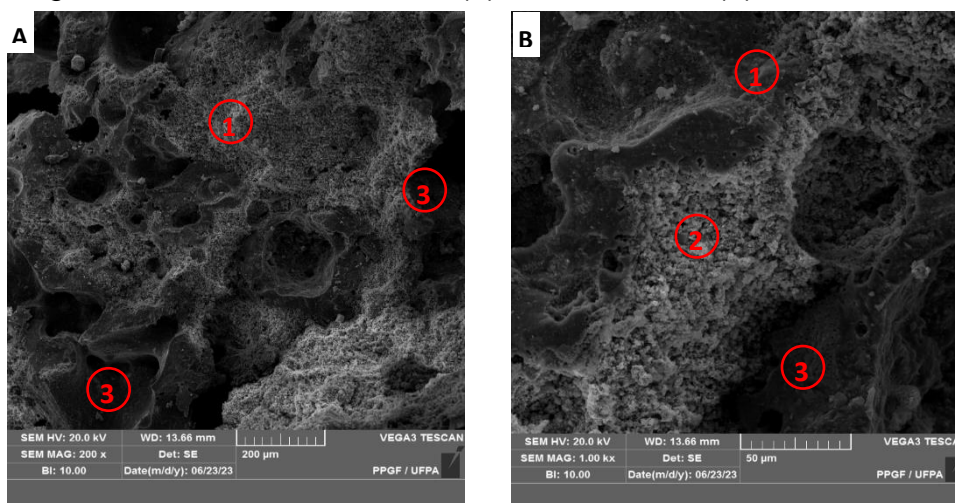 A
1
3
3
SEM HV: 20.0 kV WD: 13.66 mm VEGA3 TESCAN
SEM MAG: 200 x Det: SE 200 µm
BI: 10.00 Date(m/d/y): 06/23/23 PPGF / UFPA
B
1
2
3
SEM HV: 20.0 kV WD: 13.66 mm VEGA3 TESCA
SEM MAG: 1.00 kx Det: SE 50 µm
BI: 10.00 Date(m/d/y): 06/23/23 PPGF / UFPA